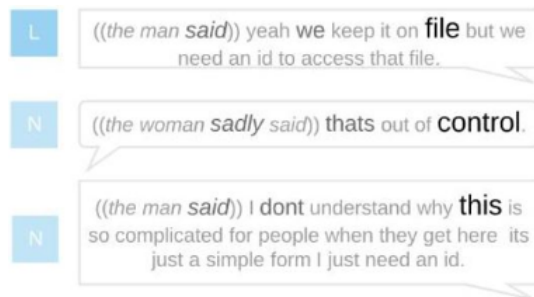 L
((the man said)) yeah we keep it on file but we
need an id to access that file.
N
((the woman sadly said)) thats out of control.
N
((the man said)) I dont understand why this is
so complicated for people when they get here its
just a simple form I just need an id.